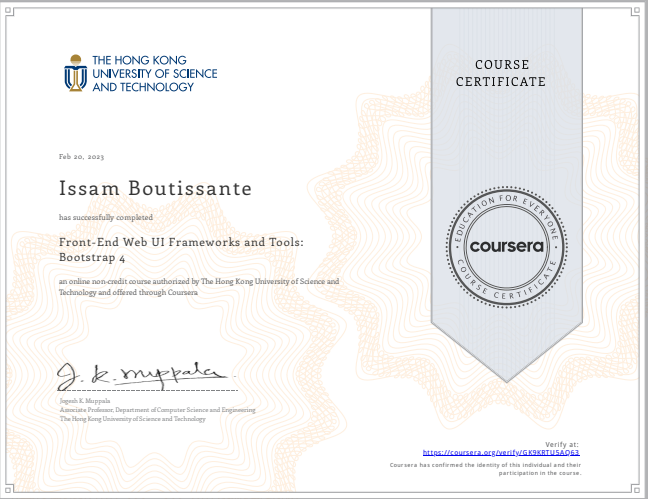 THE HONG KONG
UNIVERSITY OF SCIENCE
AND TECHNOLOGY
COURSE
CERTIFICATE
Feb 20, 2023
Issam Boutissante
has successfully completed
Front-End Web UI Frameworks and Tools:
Bootstrap 4
an online non-credit course authorized by The Hong Kong University of Science and
Technology and offered through Coursera
EDUCATION FOR EVERYONE
coursera
COURSE CERTIFICATE
J. K. Muppala
Jogesh K. Muppala
Associate Professor, Department of Computer Science and Engineering
The Hong Kong University of Science and Technology
Verify at:
https://coursera.org/verify/GK9KRTU5AQ63
Coursera has confirmed the identity of this individual and their
participation in the course.